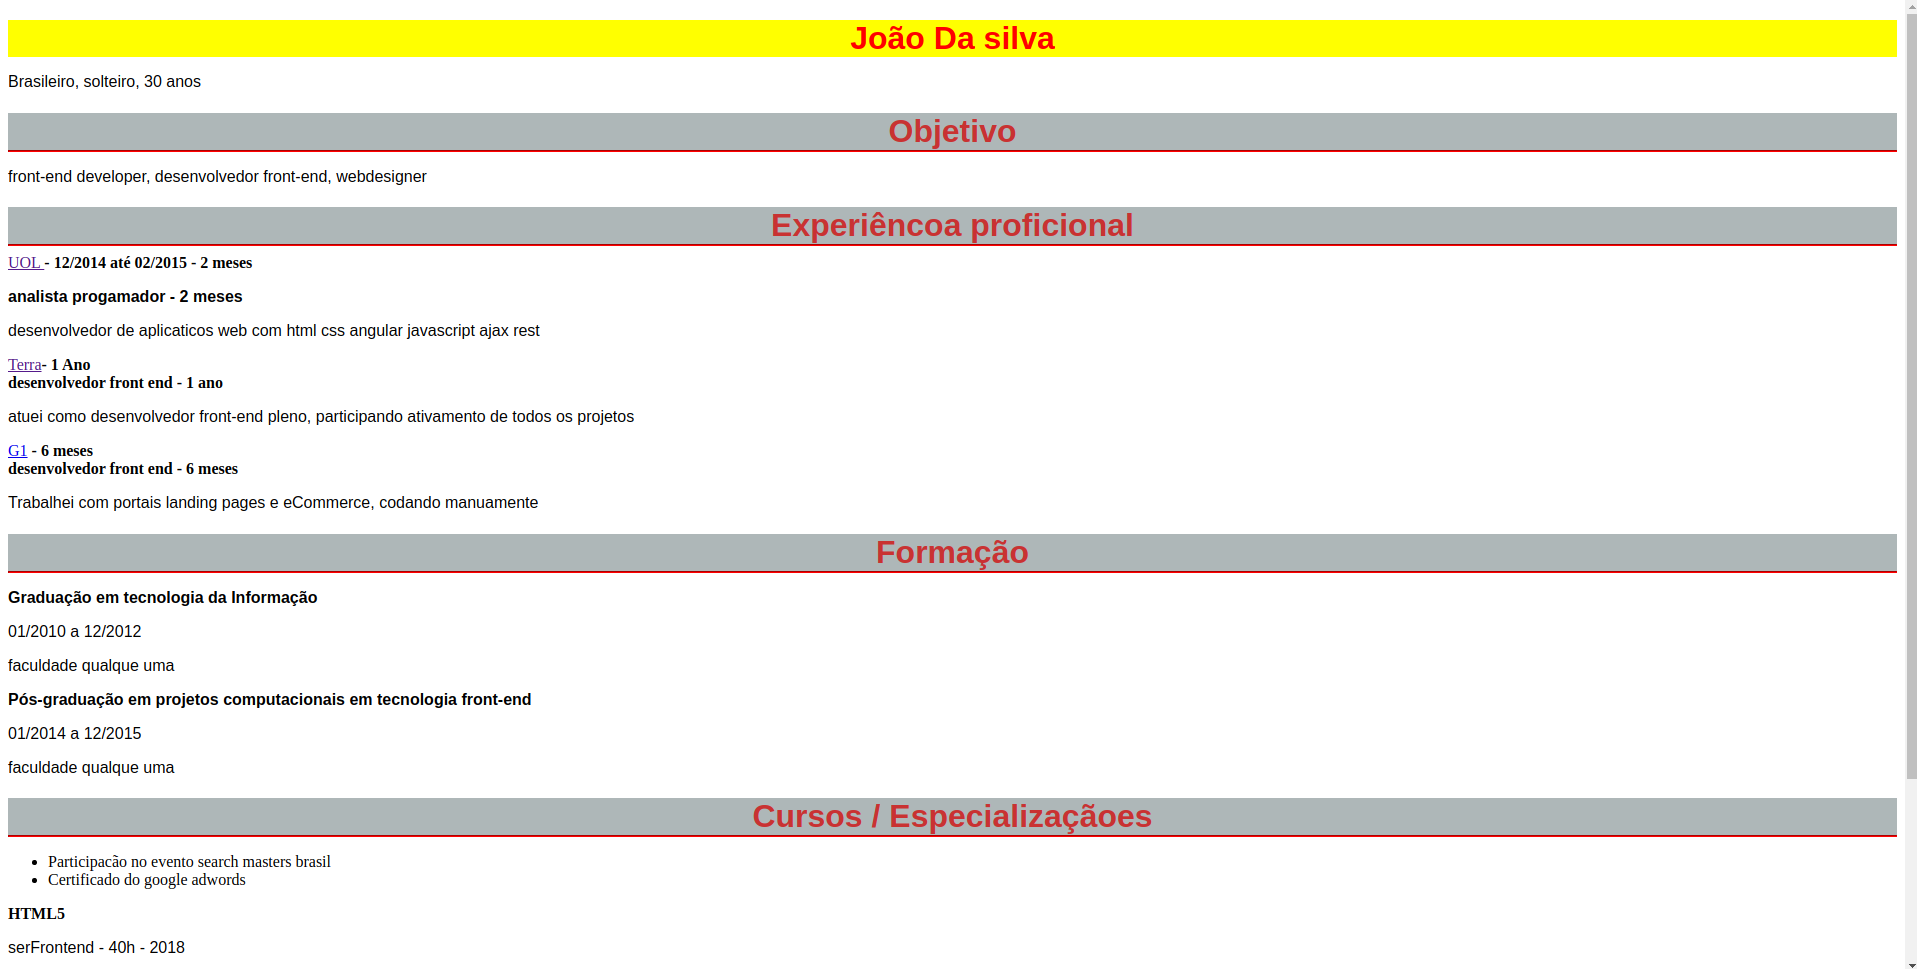 João Da silva
Brasileiro, solteiro, 30 anos
Objetivo
front-end developer, desenvolvedor front-end, webdesigner
Experiêncoa proficional
UOL - 12/2014 até 02/2015 - 2 meses
analista progamador - 2 meses
desenvolvedor de aplicaticos web com html css angular javascript ajax rest
Terra- 1 Ano
desenvolvedor front end - 1 ano
atuei como desenvolvedor front-end pleno, participando ativamento de todos os projetos
G1 - 6 meses
desenvolvedor front end - 6 meses
Trabalhei com portais landing pages e eCommerce, codando manuamente
Formação
Graduação em tecnologia da Informação
01/2010 a 12/2012
faculdade qualque uma
Pós-graduação em projetos computacionais em tecnologia front-end
01/2014 a 12/2015
faculdade qualque uma
Cursos / Especializaçãoes
• Participacão no evento search masters brasil
• Certificado do google adwords
HTML5
serFrontend - 40h - 2018